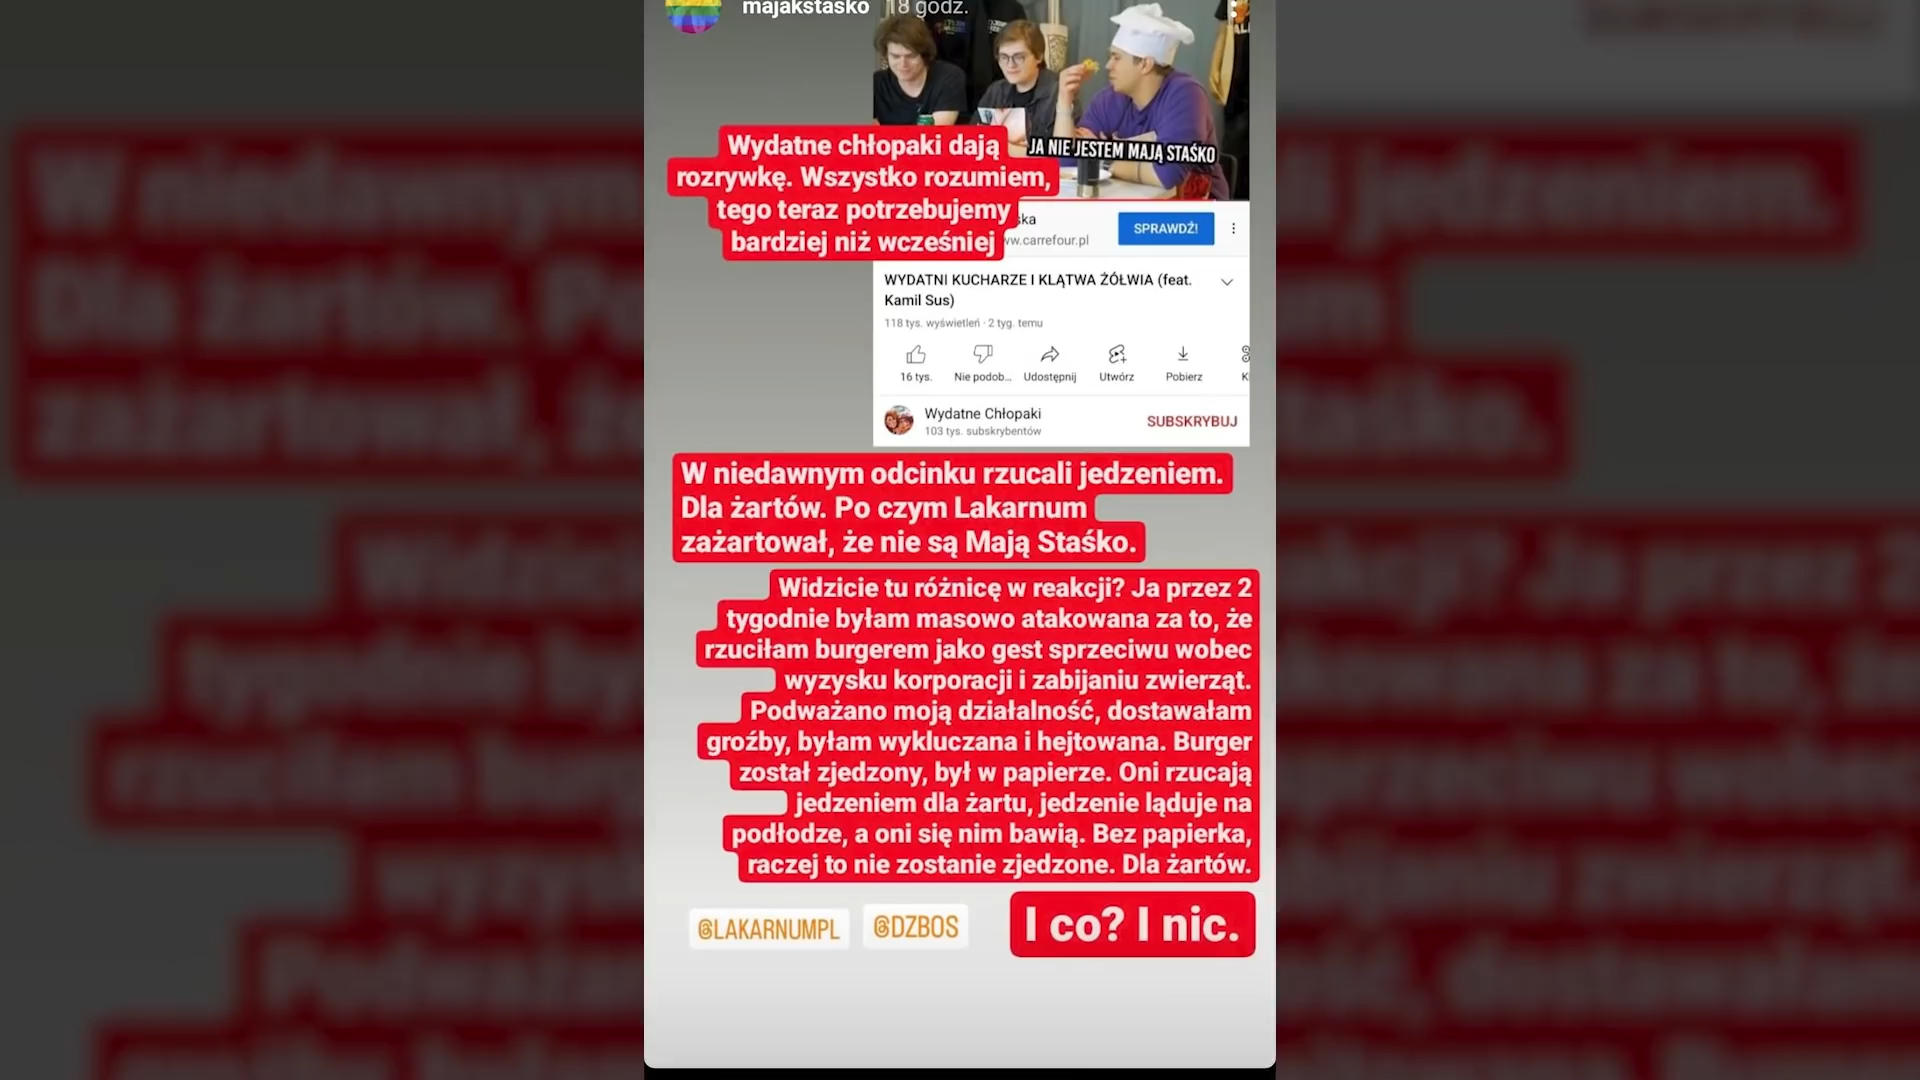 majakstasko 18 godz.
JA NIE JESTEM MAJĄ STAŚKO
Wydatne chłopaki dają
rozrywkę. Wszystko rozumiem,
tego teraz potrzebujemy
bardziej niż wcześniej
SPRAWDŹ!
WYDATNI KUCHARZE I KLĄTWA ŻÓŁWIA (feat.
Kamil Sus)
118 tys. wyświetleń · 2 tyg. temu
16 tys. Nie podob... Udostępnij Utwórz Pobierz
Wydatne Chłopaki
103 tys. subskrybentów
SUBSKRYBUJ
W niedawnym odcinku rzucali jedzeniem.
Dla żartów. Po czym Lakarnum
zażartował, że nie są Mają Staśko.
Widzicie tu różnicę w reakcji? Ja przez 2
tygodnie byłam masowo atakowana za to, że
rzuciłam burgerem jako gest sprzeciwu wobec
wyzysku korporacji i zabijaniu zwierząt.
Podważano moją działalność, dostawałam
groźby, byłam wykluczana i hejtowana. Burger
został zjedzony, był w papierze. Oni rzucają
jedzeniem dla żartu, jedzenie ląduje na
podłodze, a oni się nim bawią. Bez papierka,
raczej to nie zostanie zjedzone. Dla żartów.
@LAKARNUMPL @DZBOS
I co? I nic.